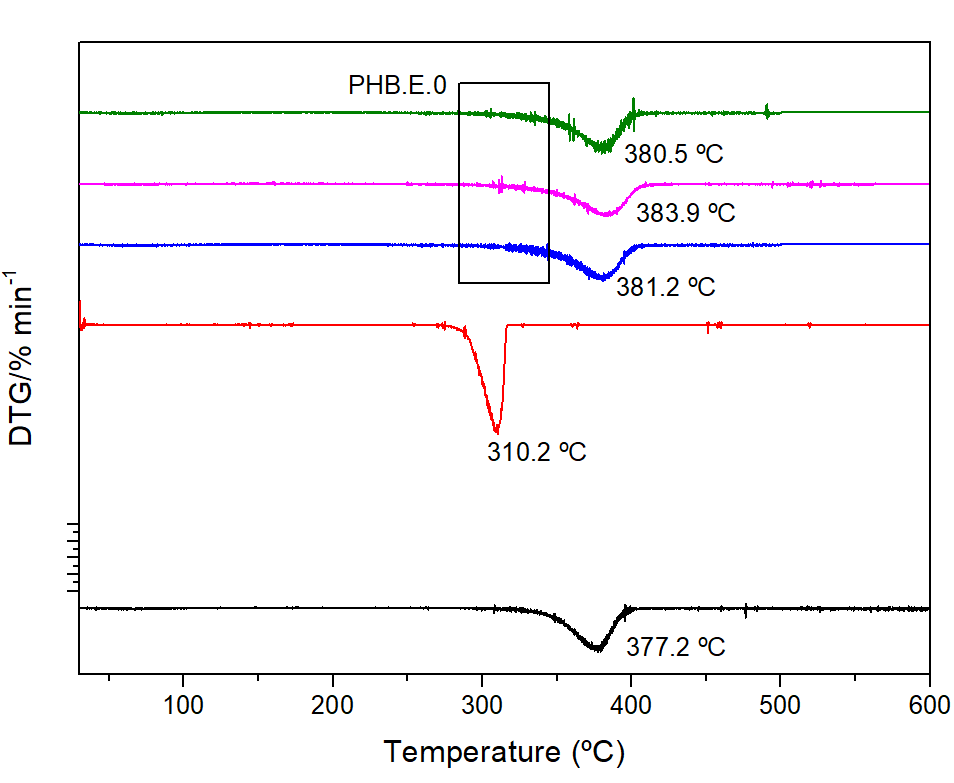 PHB.E.0
380.5 ºC
383.9 ºC
381.2 ºC
310.2 ºC
377.2 ºC
DTG/% min⁻¹
100 200 300 400 500 600
Temperature (ºC)